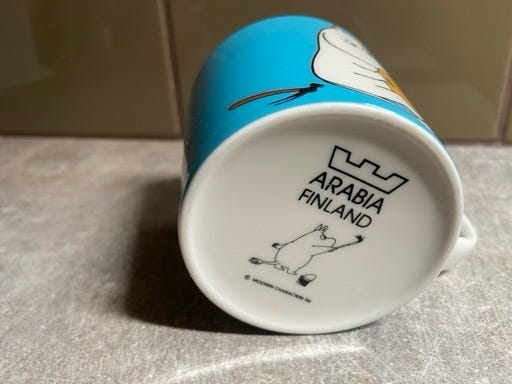 ARABIA
FINLAND
© MOOMIN CHARACTERS TM